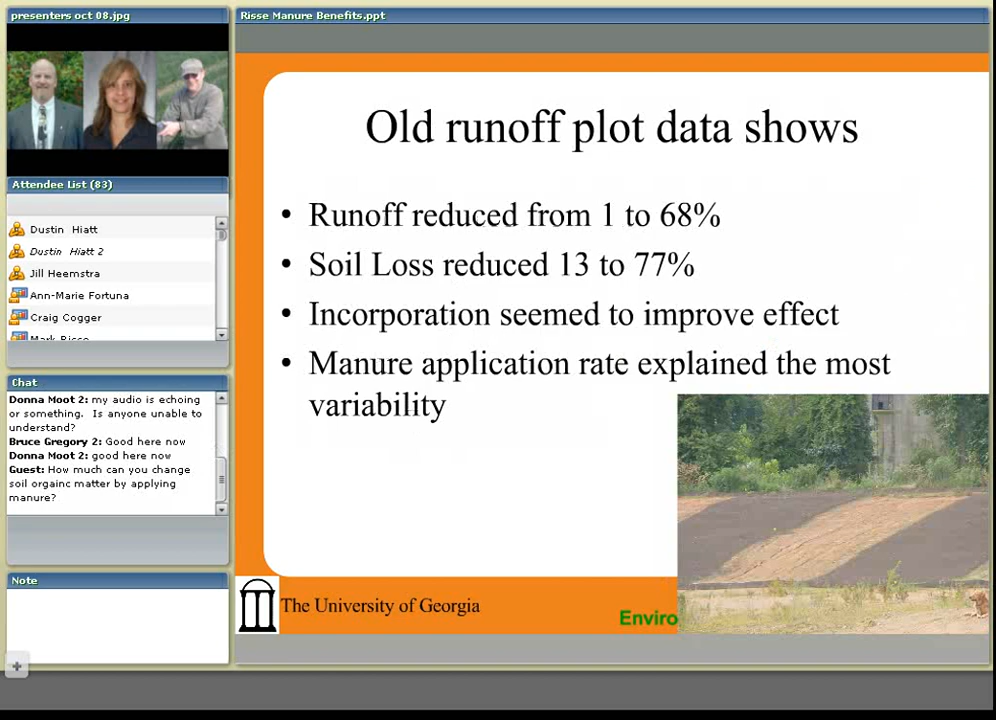 presenters oct 08.jpg
Risse Manure Benefits.ppt
Attendee List (83)
Dustin Hiatt
Dustin Hiatt 2
Jill Heemstra
Ann-Marie Fortuna
Craig Cogger
Mark Risse
Chat
Donna Moot 2: my audio is echoing
or something. Is anyone unable to
understand?
Bruce Gregory 2: Good here now
Donna Moot 2: good here now
Guest: How much can you change
soil orgainc matter by applying
manure?
Note
Old runoff plot data shows
• Runoff reduced from 1 to 68%
• Soil Loss reduced 13 to 77%
• Incorporation seemed to improve effect
• Manure application rate explained the most
variability
The University of Georgia
Enviro